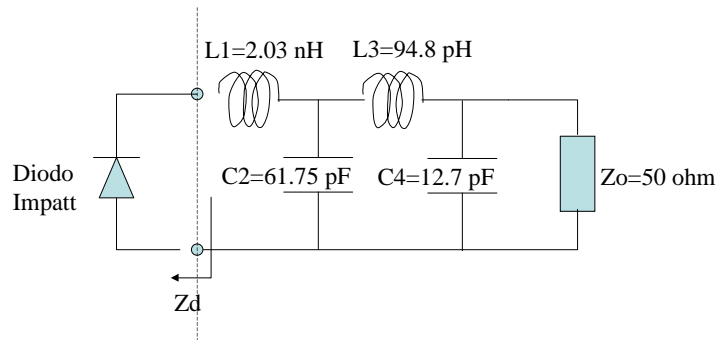 L1=2.03 nH
L3=94.8 pH
Diodo
Impatt
C2=61.75 pF
C4=12.7 pF
Zo=50 ohm
Zd